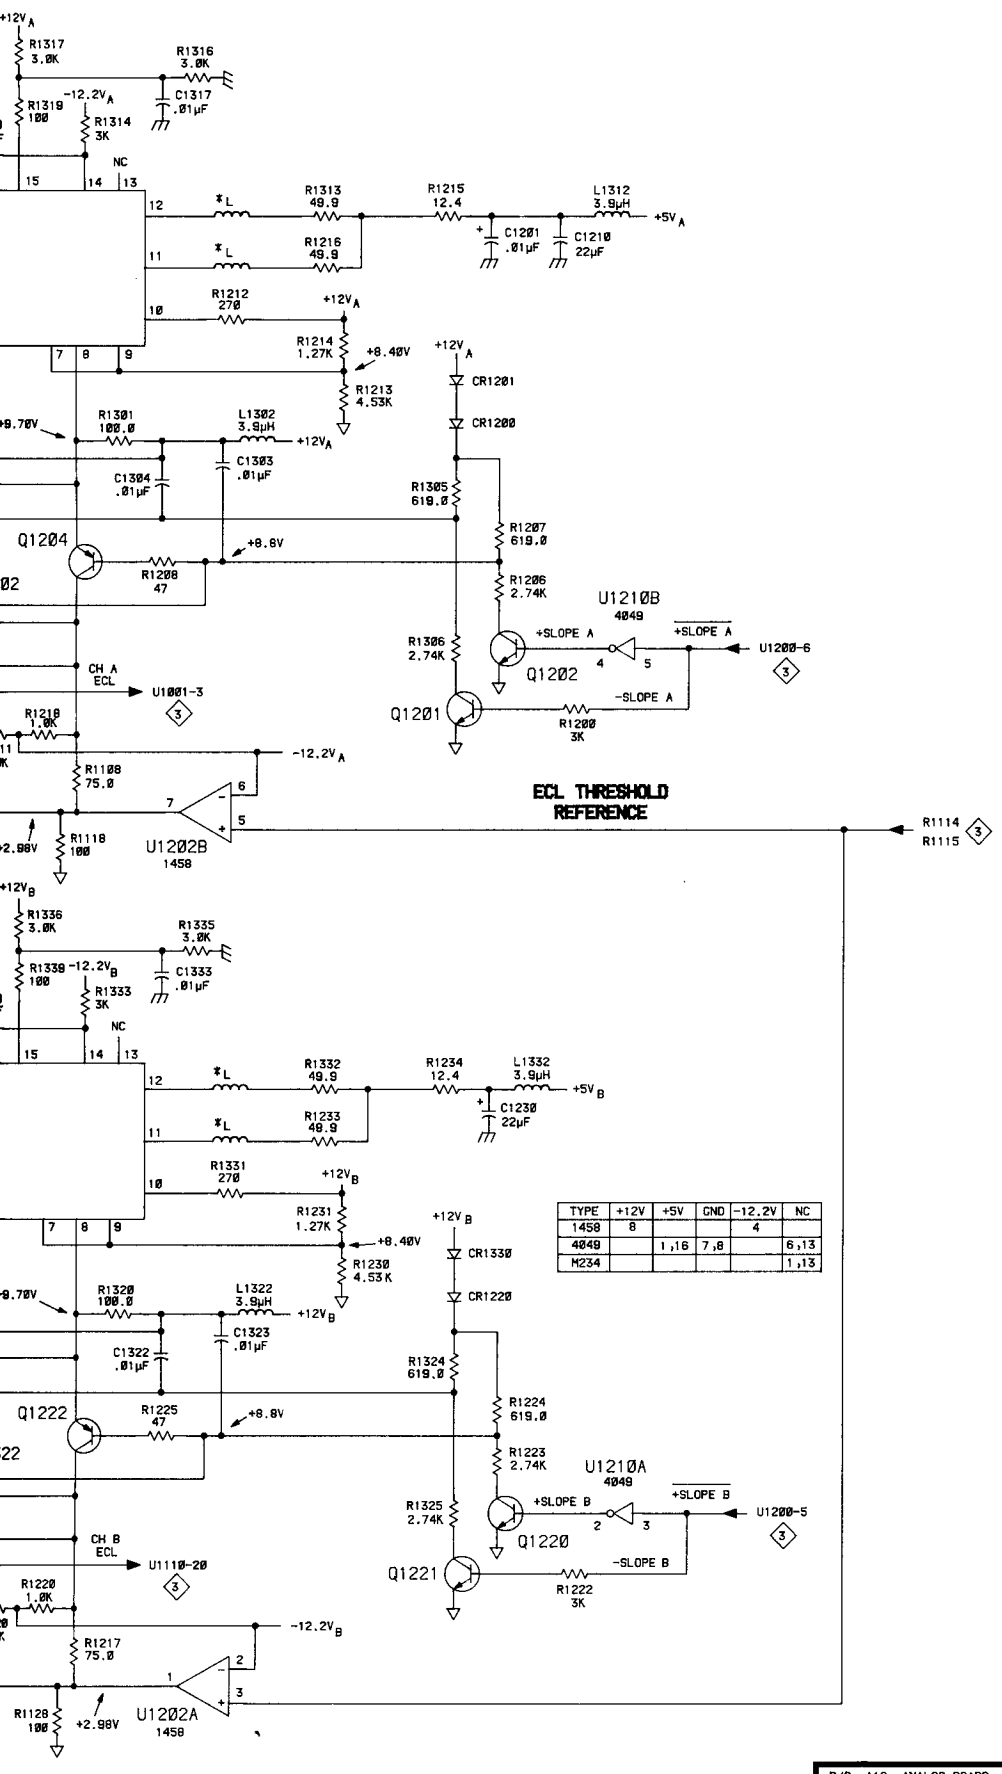 +12VA
R1317
3.0K
R1316
3.0K
C1317
.01µF
R1319
100
-12.2VA
R1314
3K
NC
15
14
13
12
*L
R1313
49.9
R1215
12.4
L1312
3.9µH
+5VA
+
C1201
.01µF
C1210
22µF
11
*L
R1216
49.9
10
R1212
270
+12VA
R1214
1.27K
+8.40V
R1213
4.53K
7
8
9
+12VA
CR1201
CR1200
+9.70V
R1301
100.0
L1302
3.9µH
+12VA
C1303
.01µF
C1304
.01µF
R1305
619.0
R1207
619.0
Q1204
+8.8V
R1208
47
R1206
2.74K
02
U1210B
4049
+SLOPE A
+SLOPE A
4
5
U1200-6
3
R1306
2.74K
Q1202
CH A
ECL
U1001-3
3
Q1201
-SLOPE A
R1200
3K
R1218
1.0K
11
K
-12.2VA
R1108
75.0
6
-
7
5
+
U1202B
1458
ECL THRESHOLD
REFERENCE
R1114
R1115
3
+2.98V
R1118
100
+12VB
R1336
3.0K
R1335
3.0K
C1333
.01µF
R1339
100
-12.2VB
R1333
3K
NC
15
14
13
12
*L
R1332
49.9
R1234
12.4
L1332
3.9µH
+5VB
+
C1230
22µF
11
*L
R1233
49.9
10
R1331
270
+12VB
R1231
1.27K
+8.40V
R1230
4.53K
7
8
9
+12VB
CR1330
CR1220
TYPE +12V +5V GND -12.2V NC
1458 8 4
4049 1,16 7,8 6,13
M234 1,13
9.70V
R1320
100.0
L1322
3.9µH
+12VB
C1323
.01µF
C1322
.01µF
R1324
619.0
R1224
619.0
Q1222
R1225
47
+8.8V
R1223
2.74K
22
U1210A
4049
+SLOPE B
+SLOPE B
2
3
U1200-5
3
R1325
2.74K
Q1220
CH B
ECL
U1110-20
3
Q1221
-SLOPE B
R1222
3K
R1220
1.0K
20
K
-12.2VB
R1217
75.0
2
-
1
3
+
U1202A
1458
R1128
100
+2.98V